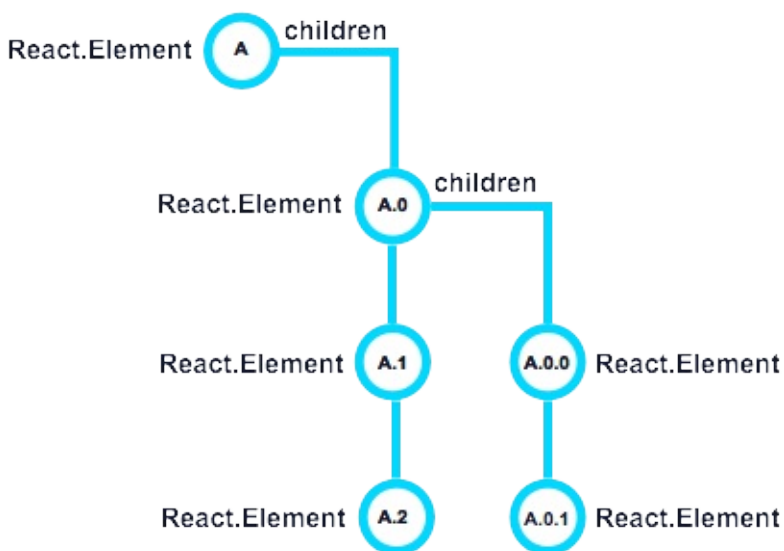 children
React.Element A
children
React.Element A.0
React.Element A.1 A.0.0 React.Element
React.Element A.2 A.0.1 React.Element